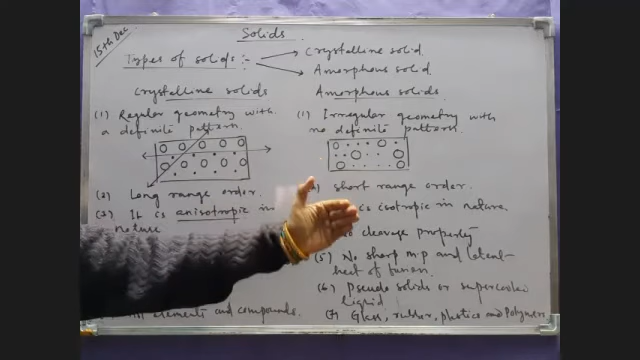 15th Dec
Solids
Types of solids :-
Crystalline solid
Amorphous solid
Crystalline solids
(1) Regular geometry with
a definite pattern.
(2) Long range order.
(3) It is anisotropic in
nature
elements and compounds.
Amorphous solids
(1) Irregular geometry with
no definite pattern.
short range order.
is isotropic in nature.
cleavage property
(5) No sharp m.p and latent
heat of fusion.
(6) Pseudo solids or supercooled
liquid
(7) Glass, rubber, plastics and Polymers